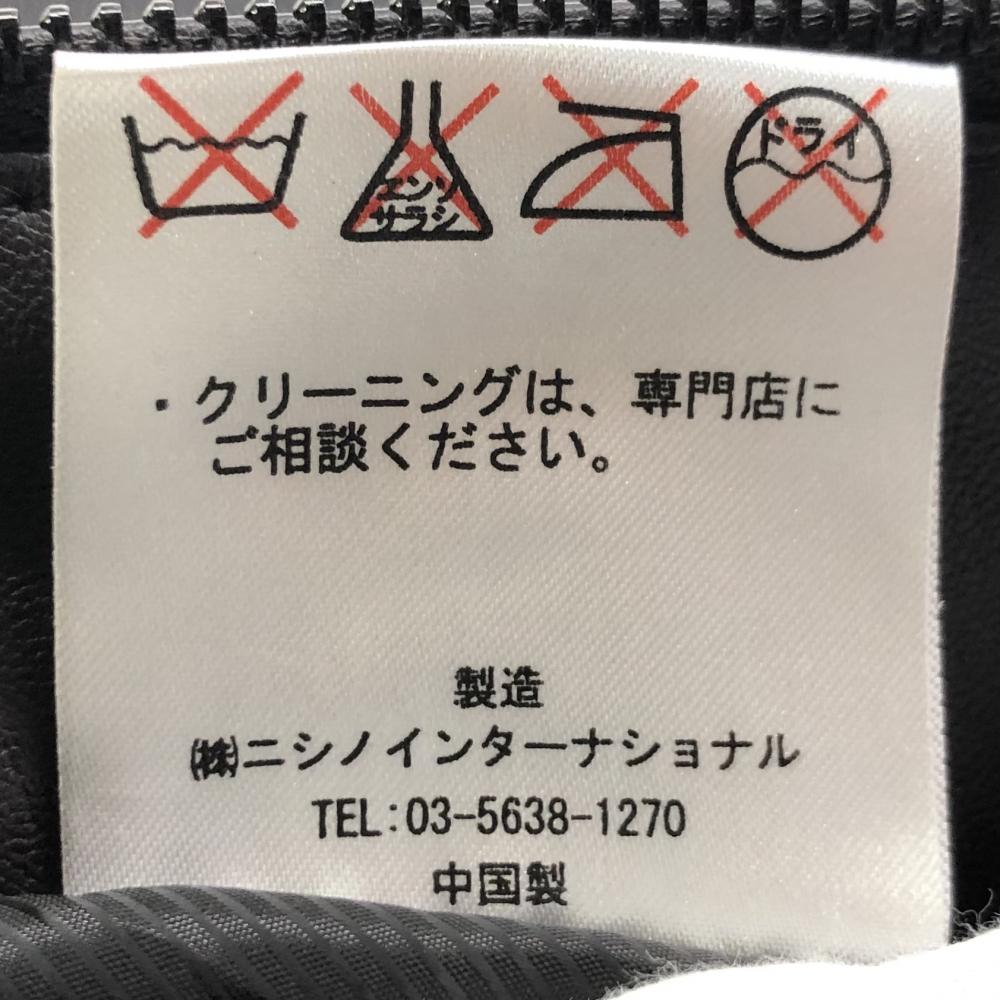 エンソ
サラシ
ドライ
・クリーニングは、専門店に
ご相談ください。
製造
㈱ニシノインターナショナル
TEL:03-5638-1270
中国製